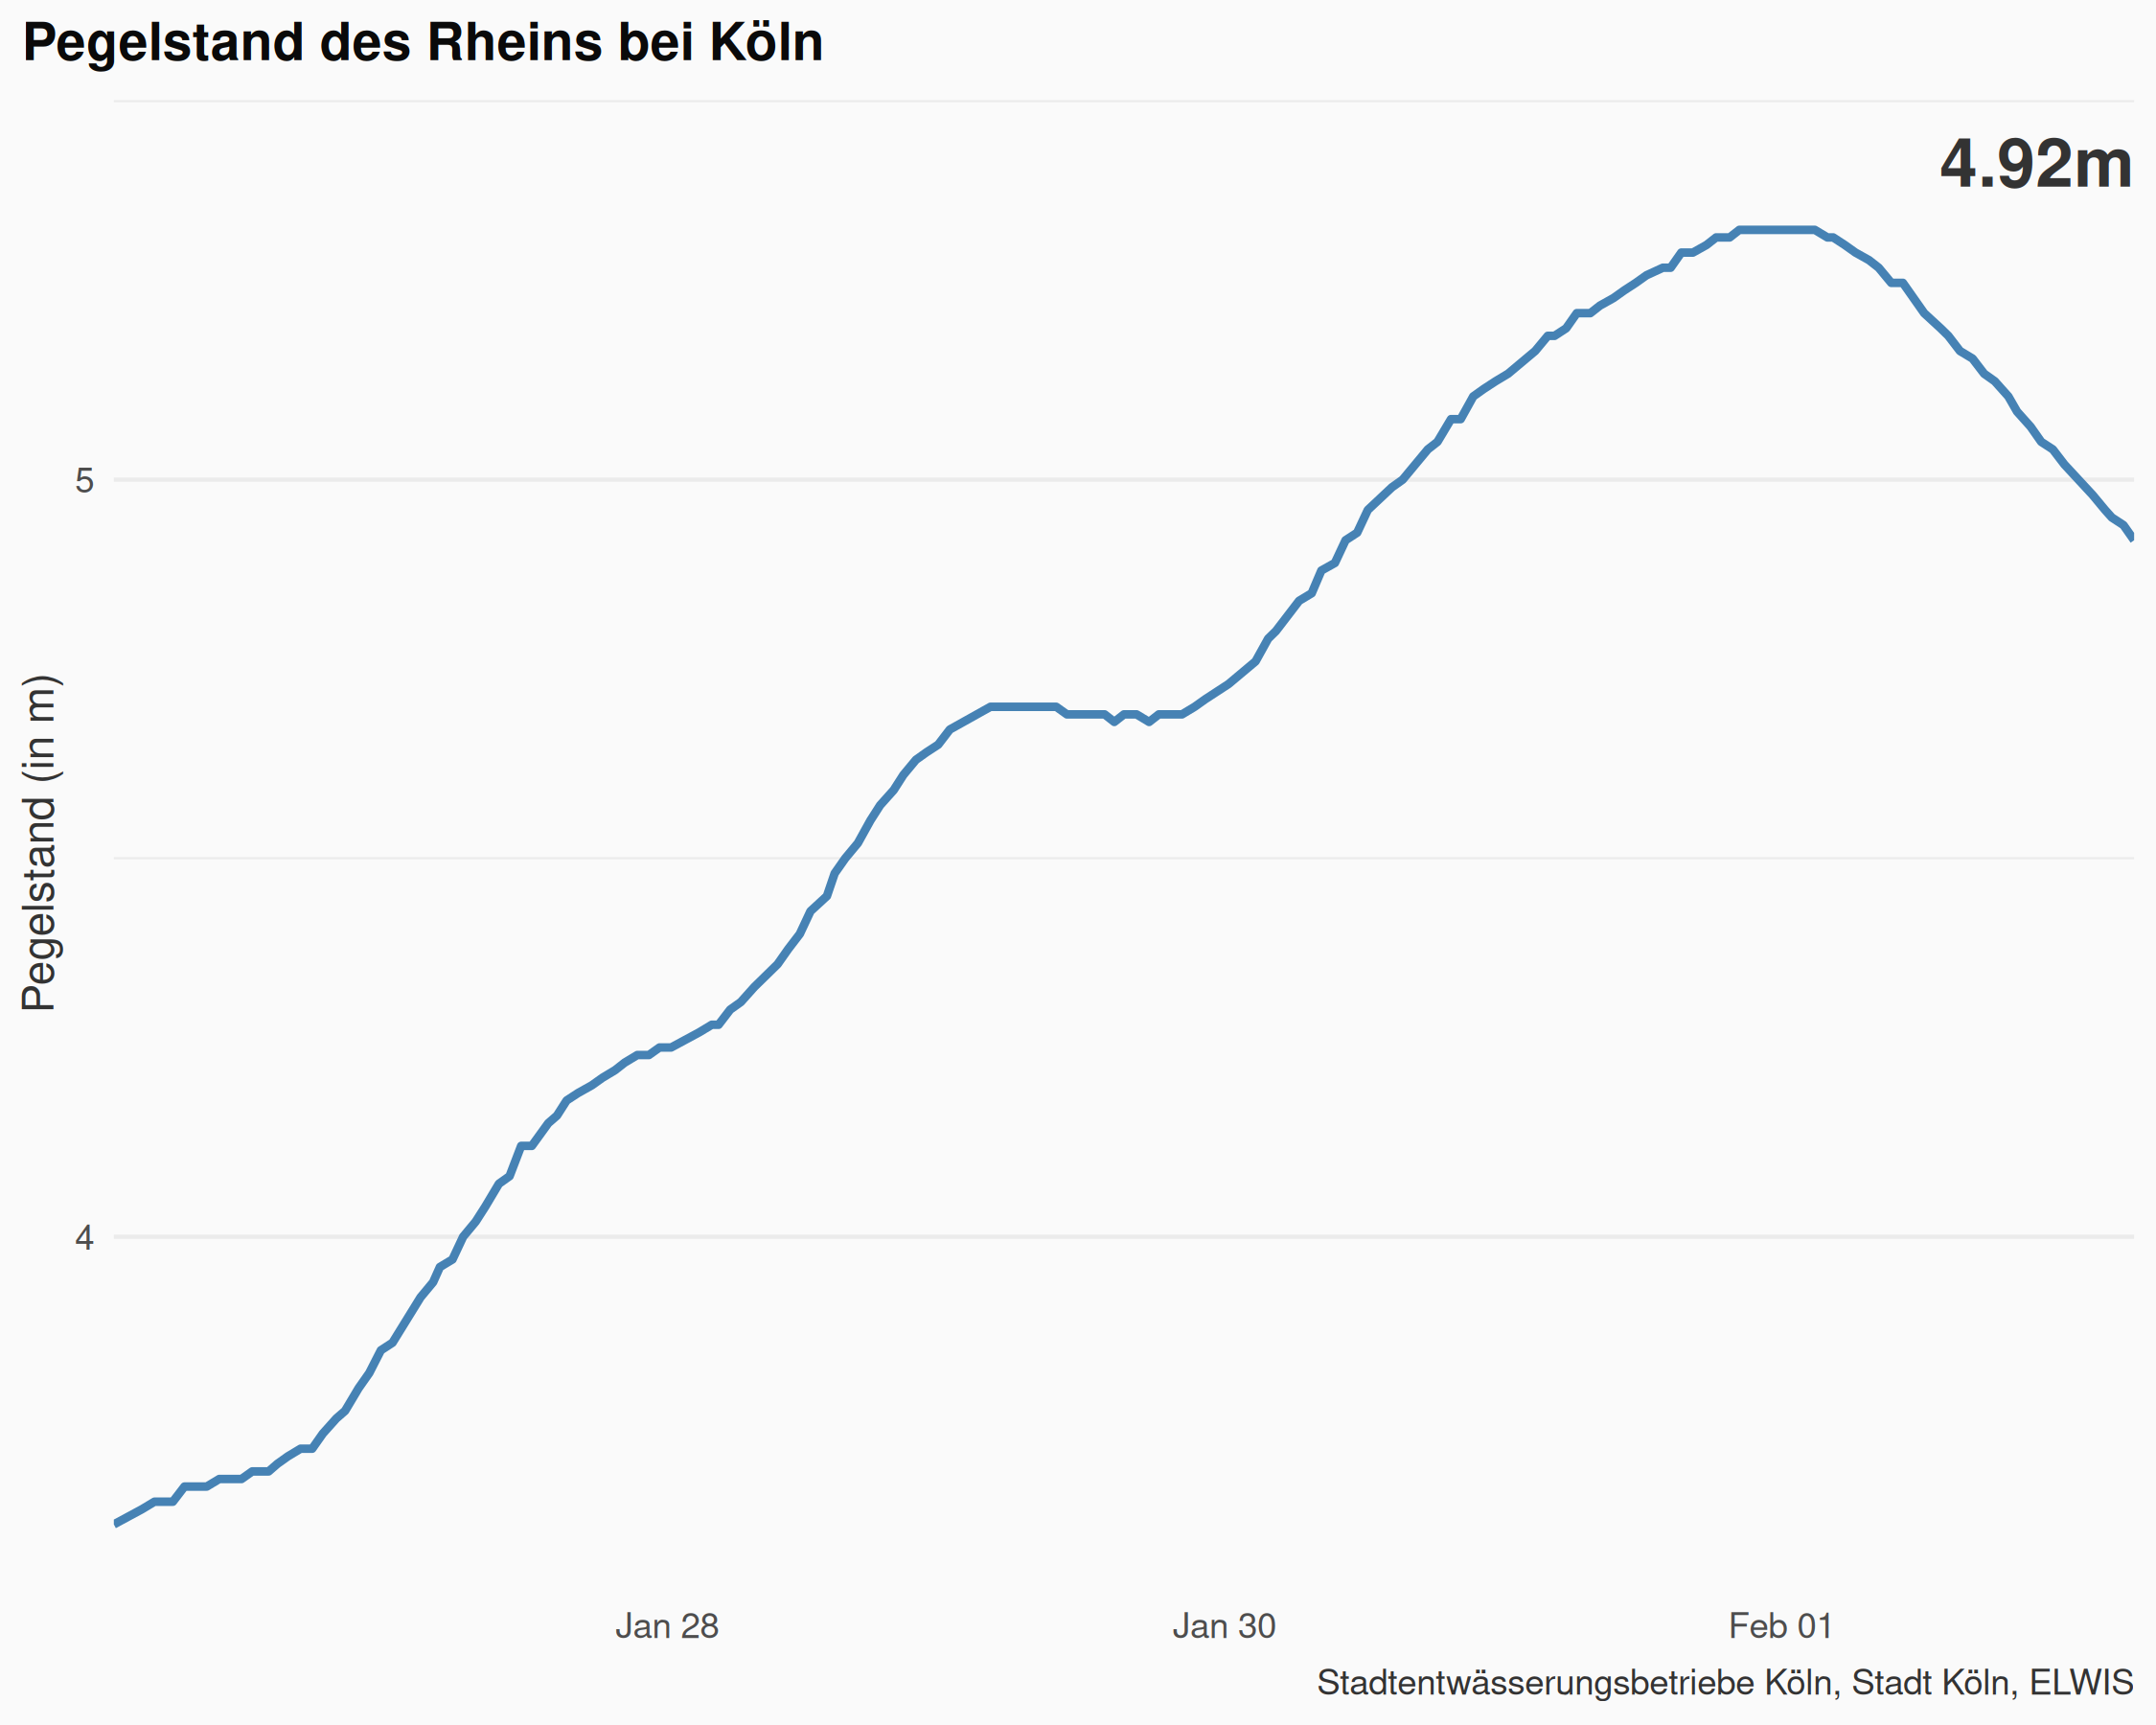 Pegelstand des Rheins bei Köln
4.92m
5
Pegelstand (in m)
4
Jan 28 Jan 30 Feb 01
Stadtentwässerungsbetriebe Köln, Stadt Köln, ELWIS